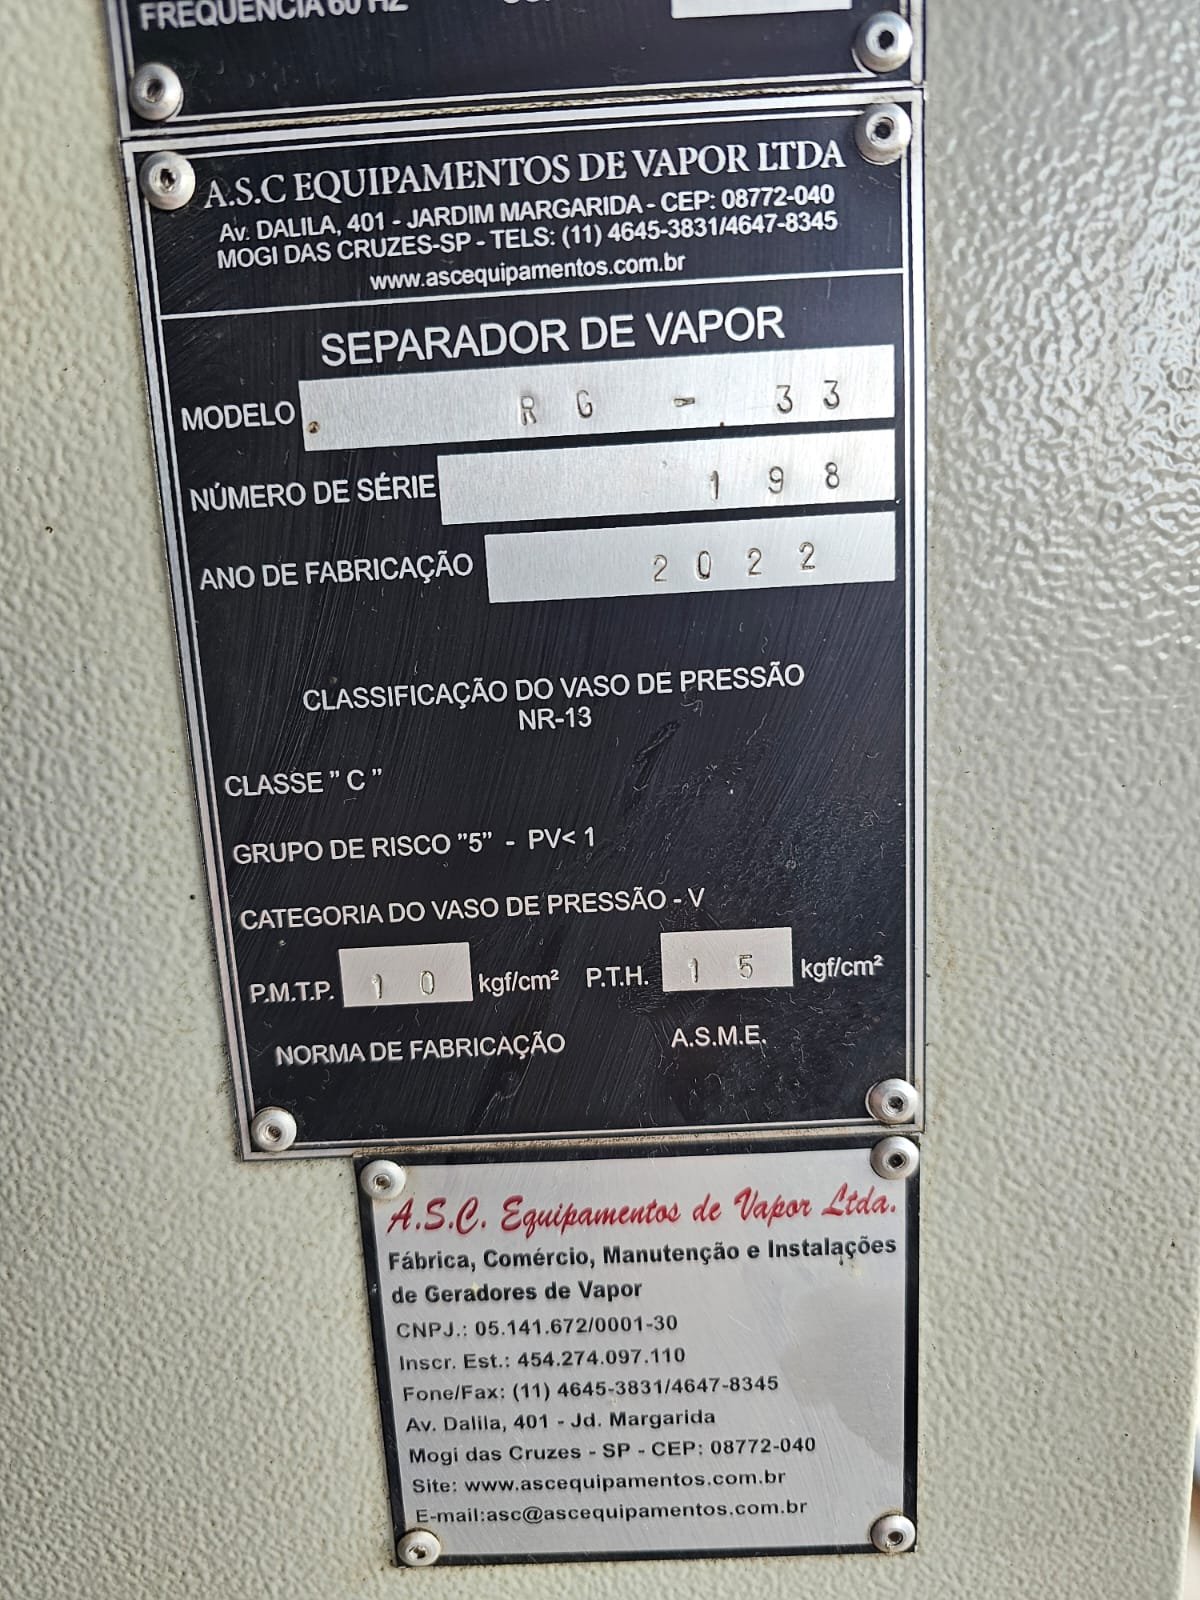 FREQUÊNCIA 60 HZ
A.S.C EQUIPAMENTOS DE VAPOR LTDA
Av. DALILA, 401 - JARDIM MARGARIDA - CEP: 08772-040
MOGI DAS CRUZES-SP - TELS: (11) 4645-3831/4647-8345
www.ascequipamentos.com.br
SEPARADOR DE VAPOR
MODELO RG - 33
NÚMERO DE SÉRIE 198
ANO DE FABRICAÇÃO 2022
CLASSIFICAÇÃO DO VASO DE PRESSÃO
NR-13
CLASSE " C "
GRUPO DE RISCO "5" - PV< 1
CATEGORIA DO VASO DE PRESSÃO - V
P.M.T.P. 10 kgf/cm² P.T.H. 15 kgf/cm²
NORMA DE FABRICAÇÃO A.S.M.E.
A.S.C. Equipamentos de Vapor Ltda.
Fábrica, Comércio, Manutenção e Instalações
de Geradores de Vapor
CNPJ.: 05.141.672/0001-30
Inscr. Est.: 454.274.097.110
Fone/Fax: (11) 4645-3831/4647-8345
Av. Dalila, 401 - Jd. Margarida
Mogi das Cruzes - SP - CEP: 08772-040
Site: www.ascequipamentos.com.br
E-mail:asc@ascequipamentos.com.br